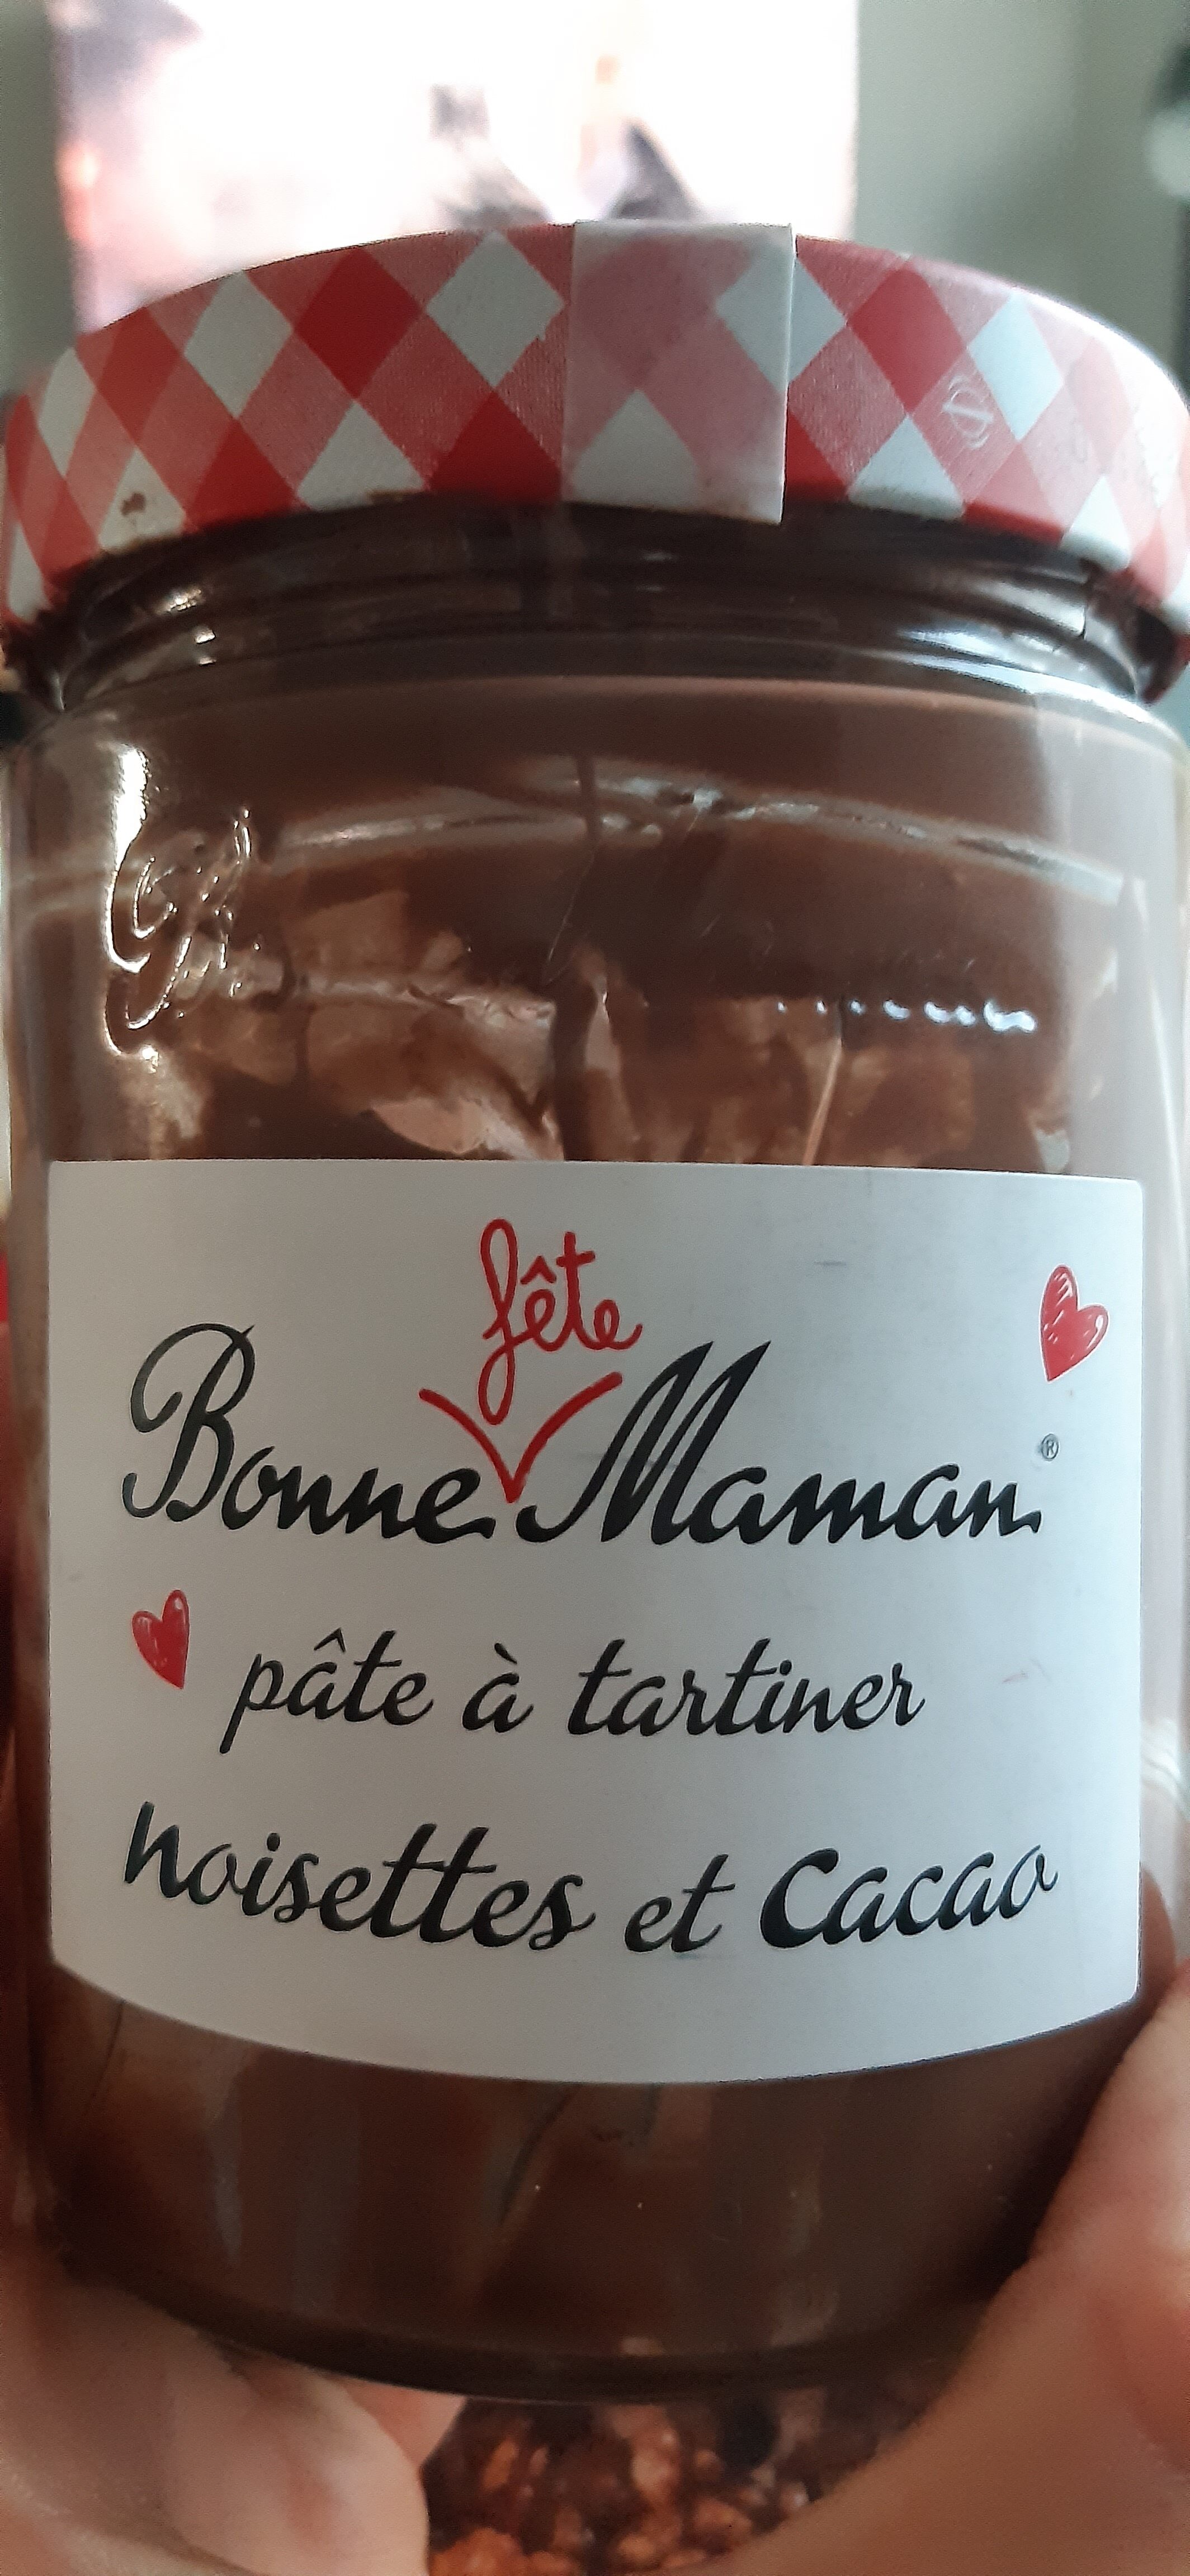 fête
Bonne Maman®
pâte à tartiner
noisettes et Cacao